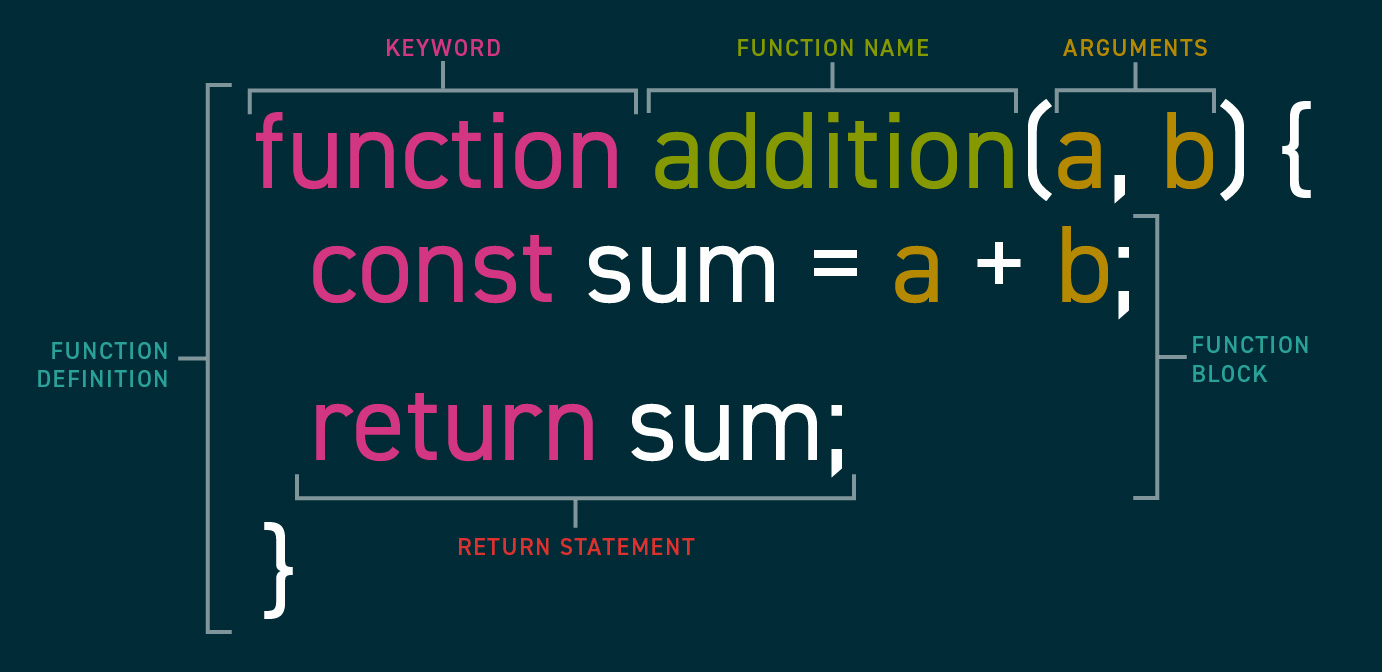 KEYWORD FUNCTION NAME ARGUMENTS
function addition(a, b) {
const sum = a + b;
FUNCTION
DEFINITION
FUNCTION
BLOCK
return sum;
RETURN STATEMENT
}